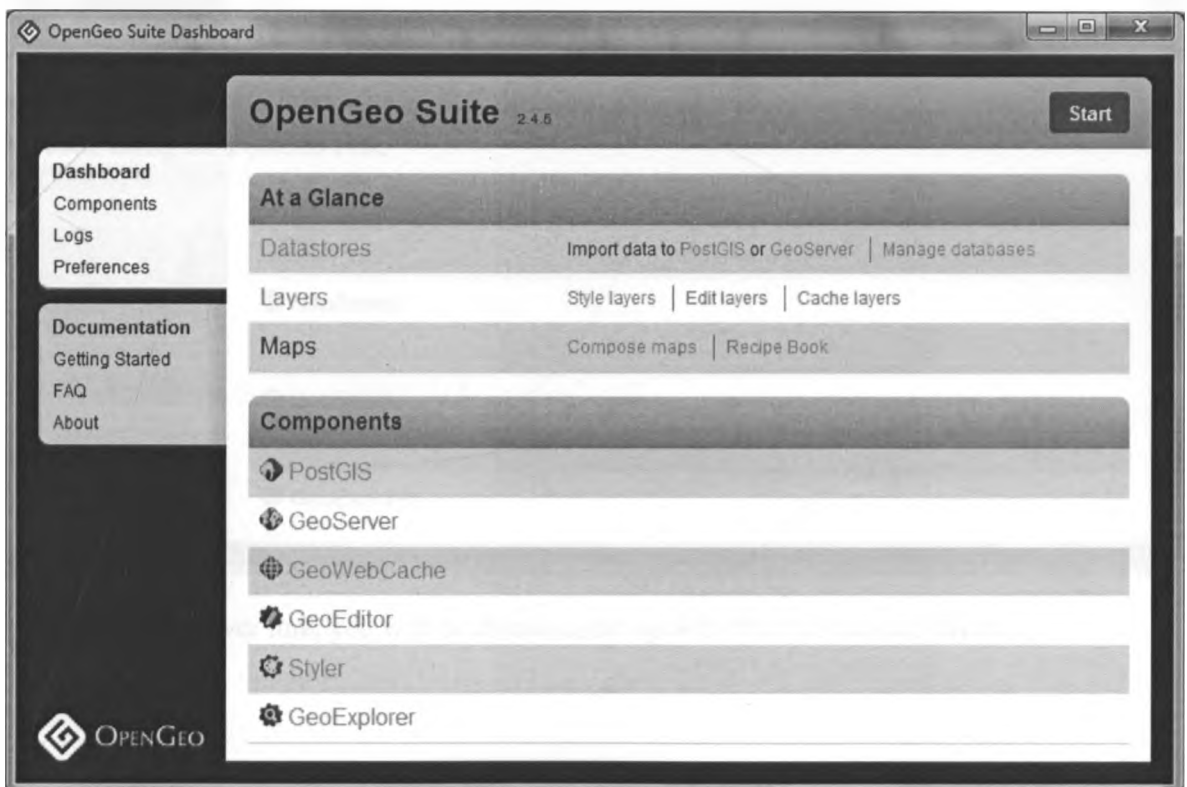 OpenGeo Suite Dashboard
OpenGeo Suite 2.4.5
Start
Dashboard
Components
Logs
Preferences
Documentation
Getting Started
FAQ
About
At a Glance
Datastores Import data to PostGIS or GeoServer | Manage databases
Layers Style layers | Edit layers | Cache layers
Maps Compose maps | Recipe Book
Components
PostGIS
GeoServer
GeoWebCache
GeoEditor
Styler
GeoExplorer
OPENGEO